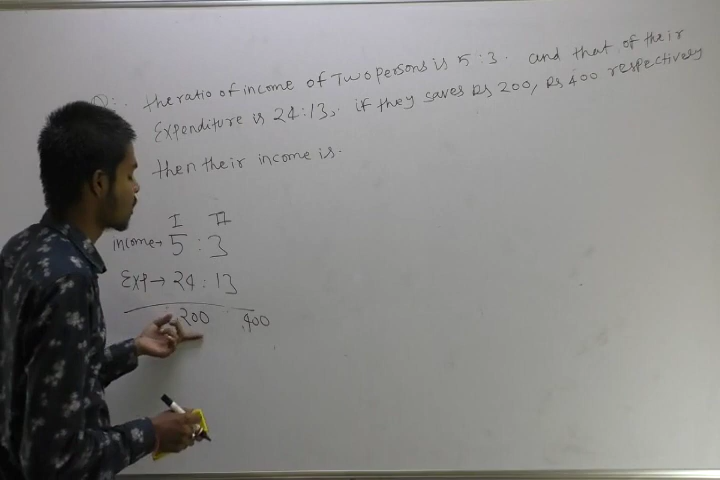 Q:. the ratio of income of Two persons is 5:3. and that of their
Expenditure is 24:13, if they saves Rs 200, Rs 400 respectively
then their income is.
I II
income→ 5 : 3
Exp → 24 : 13
200 400